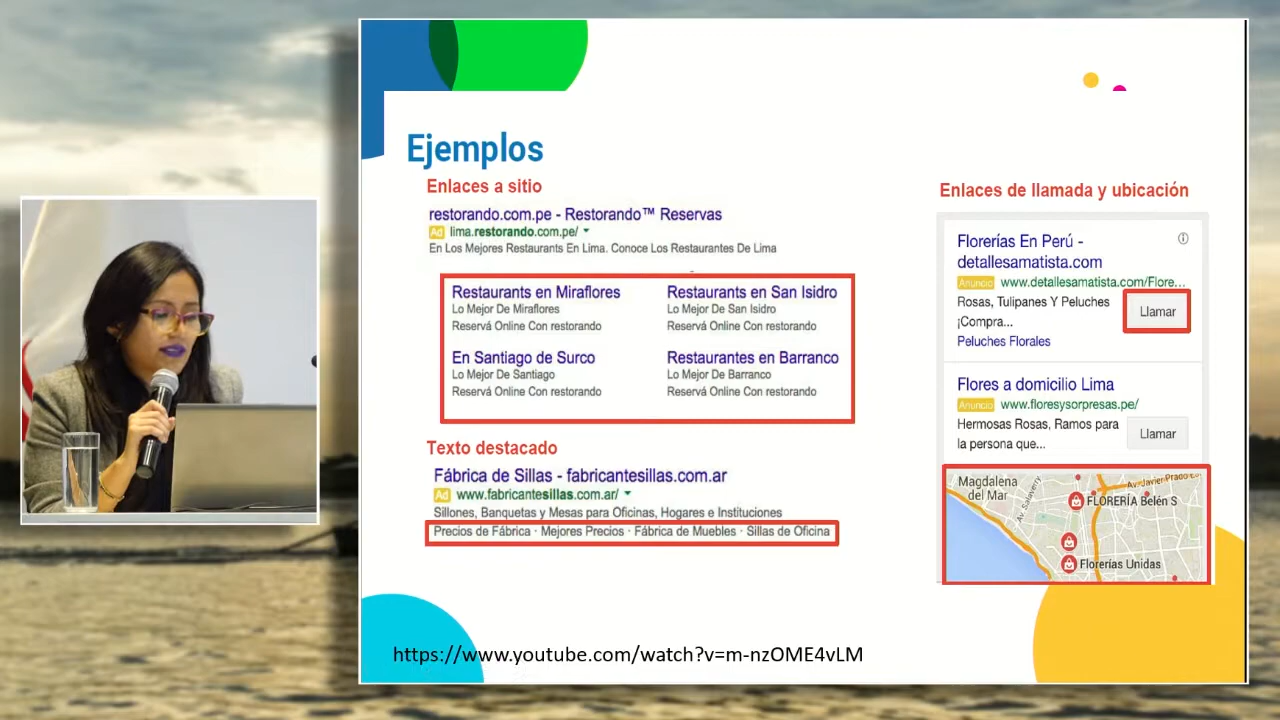 Ejemplos
Enlaces a sitio
restorando.com.pe - Restorando™ Reservas
Ad lima.restorando.com.pe/
En Los Mejores Restaurants En Lima. Conoce Los Restaurantes De Lima
Restaurants en Miraflores
Lo Mejor De Miraflores
Reservá Online Con restorando
Restaurants en San Isidro
Lo Mejor De San Isidro
Reservá Online Con restorando
En Santiago de Surco
Lo Mejor De Santiago
Reservá Online Con restorando
Restaurantes en Barranco
Lo Mejor De Barranco
Reservá Online Con restorando
Texto destacado
Fábrica de Sillas - fabricantesillas.com.ar
Ad www.fabricantesillas.com.ar/
Sillones, Banquetas y Mesas para Oficinas, Hogares e Instituciones
Precios de Fábrica · Mejores Precios · Fábrica de Muebles · Sillas de Oficina
Enlaces de llamada y ubicación
Florerías En Perú -
detallesamatista.com
Anuncio www.detallesamatista.com/Flore...
Rosas, Tulipanes Y Peluches
¡Compra...
Llamar
Peluches Florales
Flores a domicilio Lima
Anuncio www.floresysorpresas.pe/
Hermosas Rosas, Ramos para
la persona que...
Llamar
Magdalena
del Mar
Av. Salaverry
Av. Javier Prado Es
FLORERÍA Belén S
Florerías Unidas
https://www.youtube.com/watch?v=m-nzOME4vLM